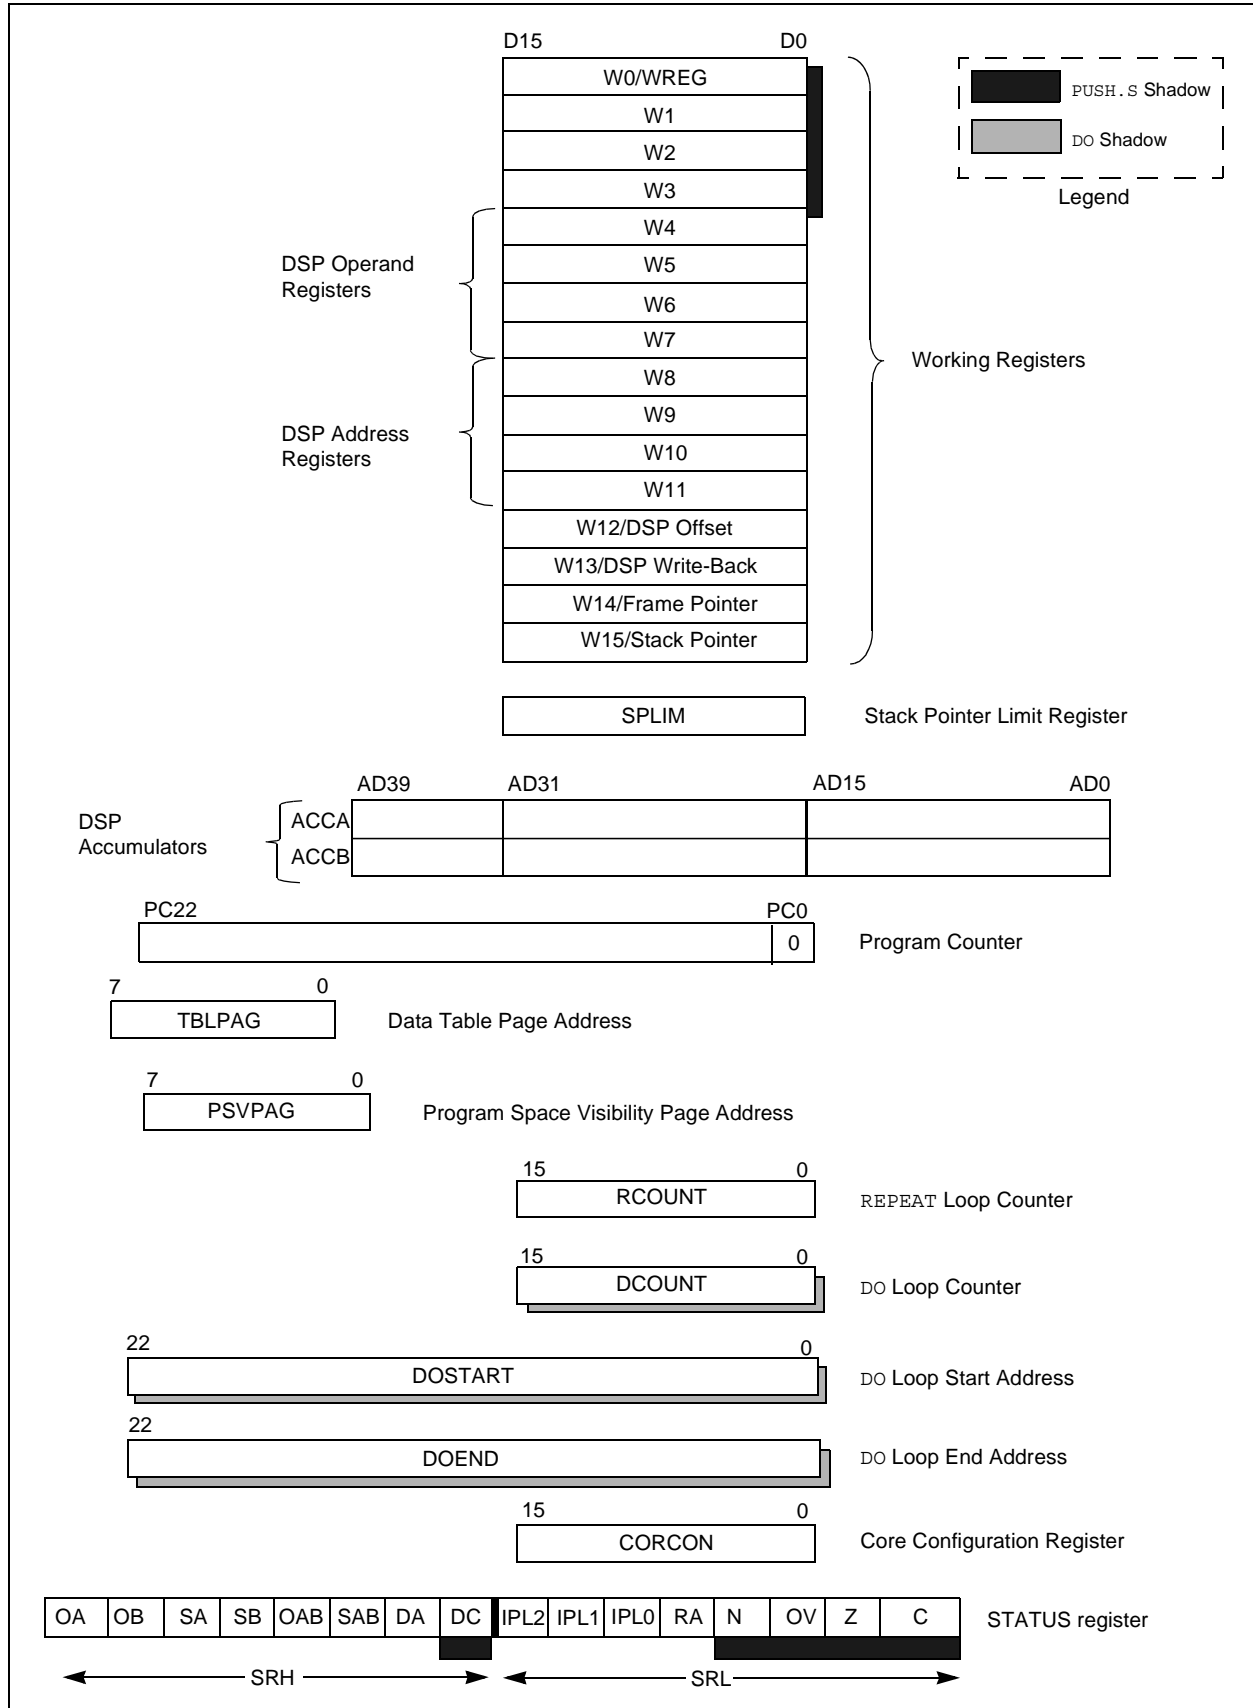 D15 D0
W0/WREG
PUSH.S Shadow
W1
DO Shadow
W2
W3
Legend
W4
DSP Operand
Registers
W5
W6
W7
Working Registers
W8
W9
DSP Address
Registers
W10
W11
W12/DSP Offset
W13/DSP Write-Back
W14/Frame Pointer
W15/Stack Pointer
SPLIM Stack Pointer Limit Register
AD39 AD31 AD15 AD0
DSP
Accumulators
ACCA
ACCB
PC22 PC0
0 Program Counter
7 0
TBLPAG Data Table Page Address
7 0
PSVPAG Program Space Visibility Page Address
15 0
RCOUNT REPEAT Loop Counter
15 0
DCOUNT DO Loop Counter
22 0
DOSTART DO Loop Start Address
22
DOEND DO Loop End Address
15 0
CORCON Core Configuration Register
OA OB SA SB OAB SAB DA DC IPL2 IPL1 IPL0 RA N OV Z C STATUS register
SRH SRL